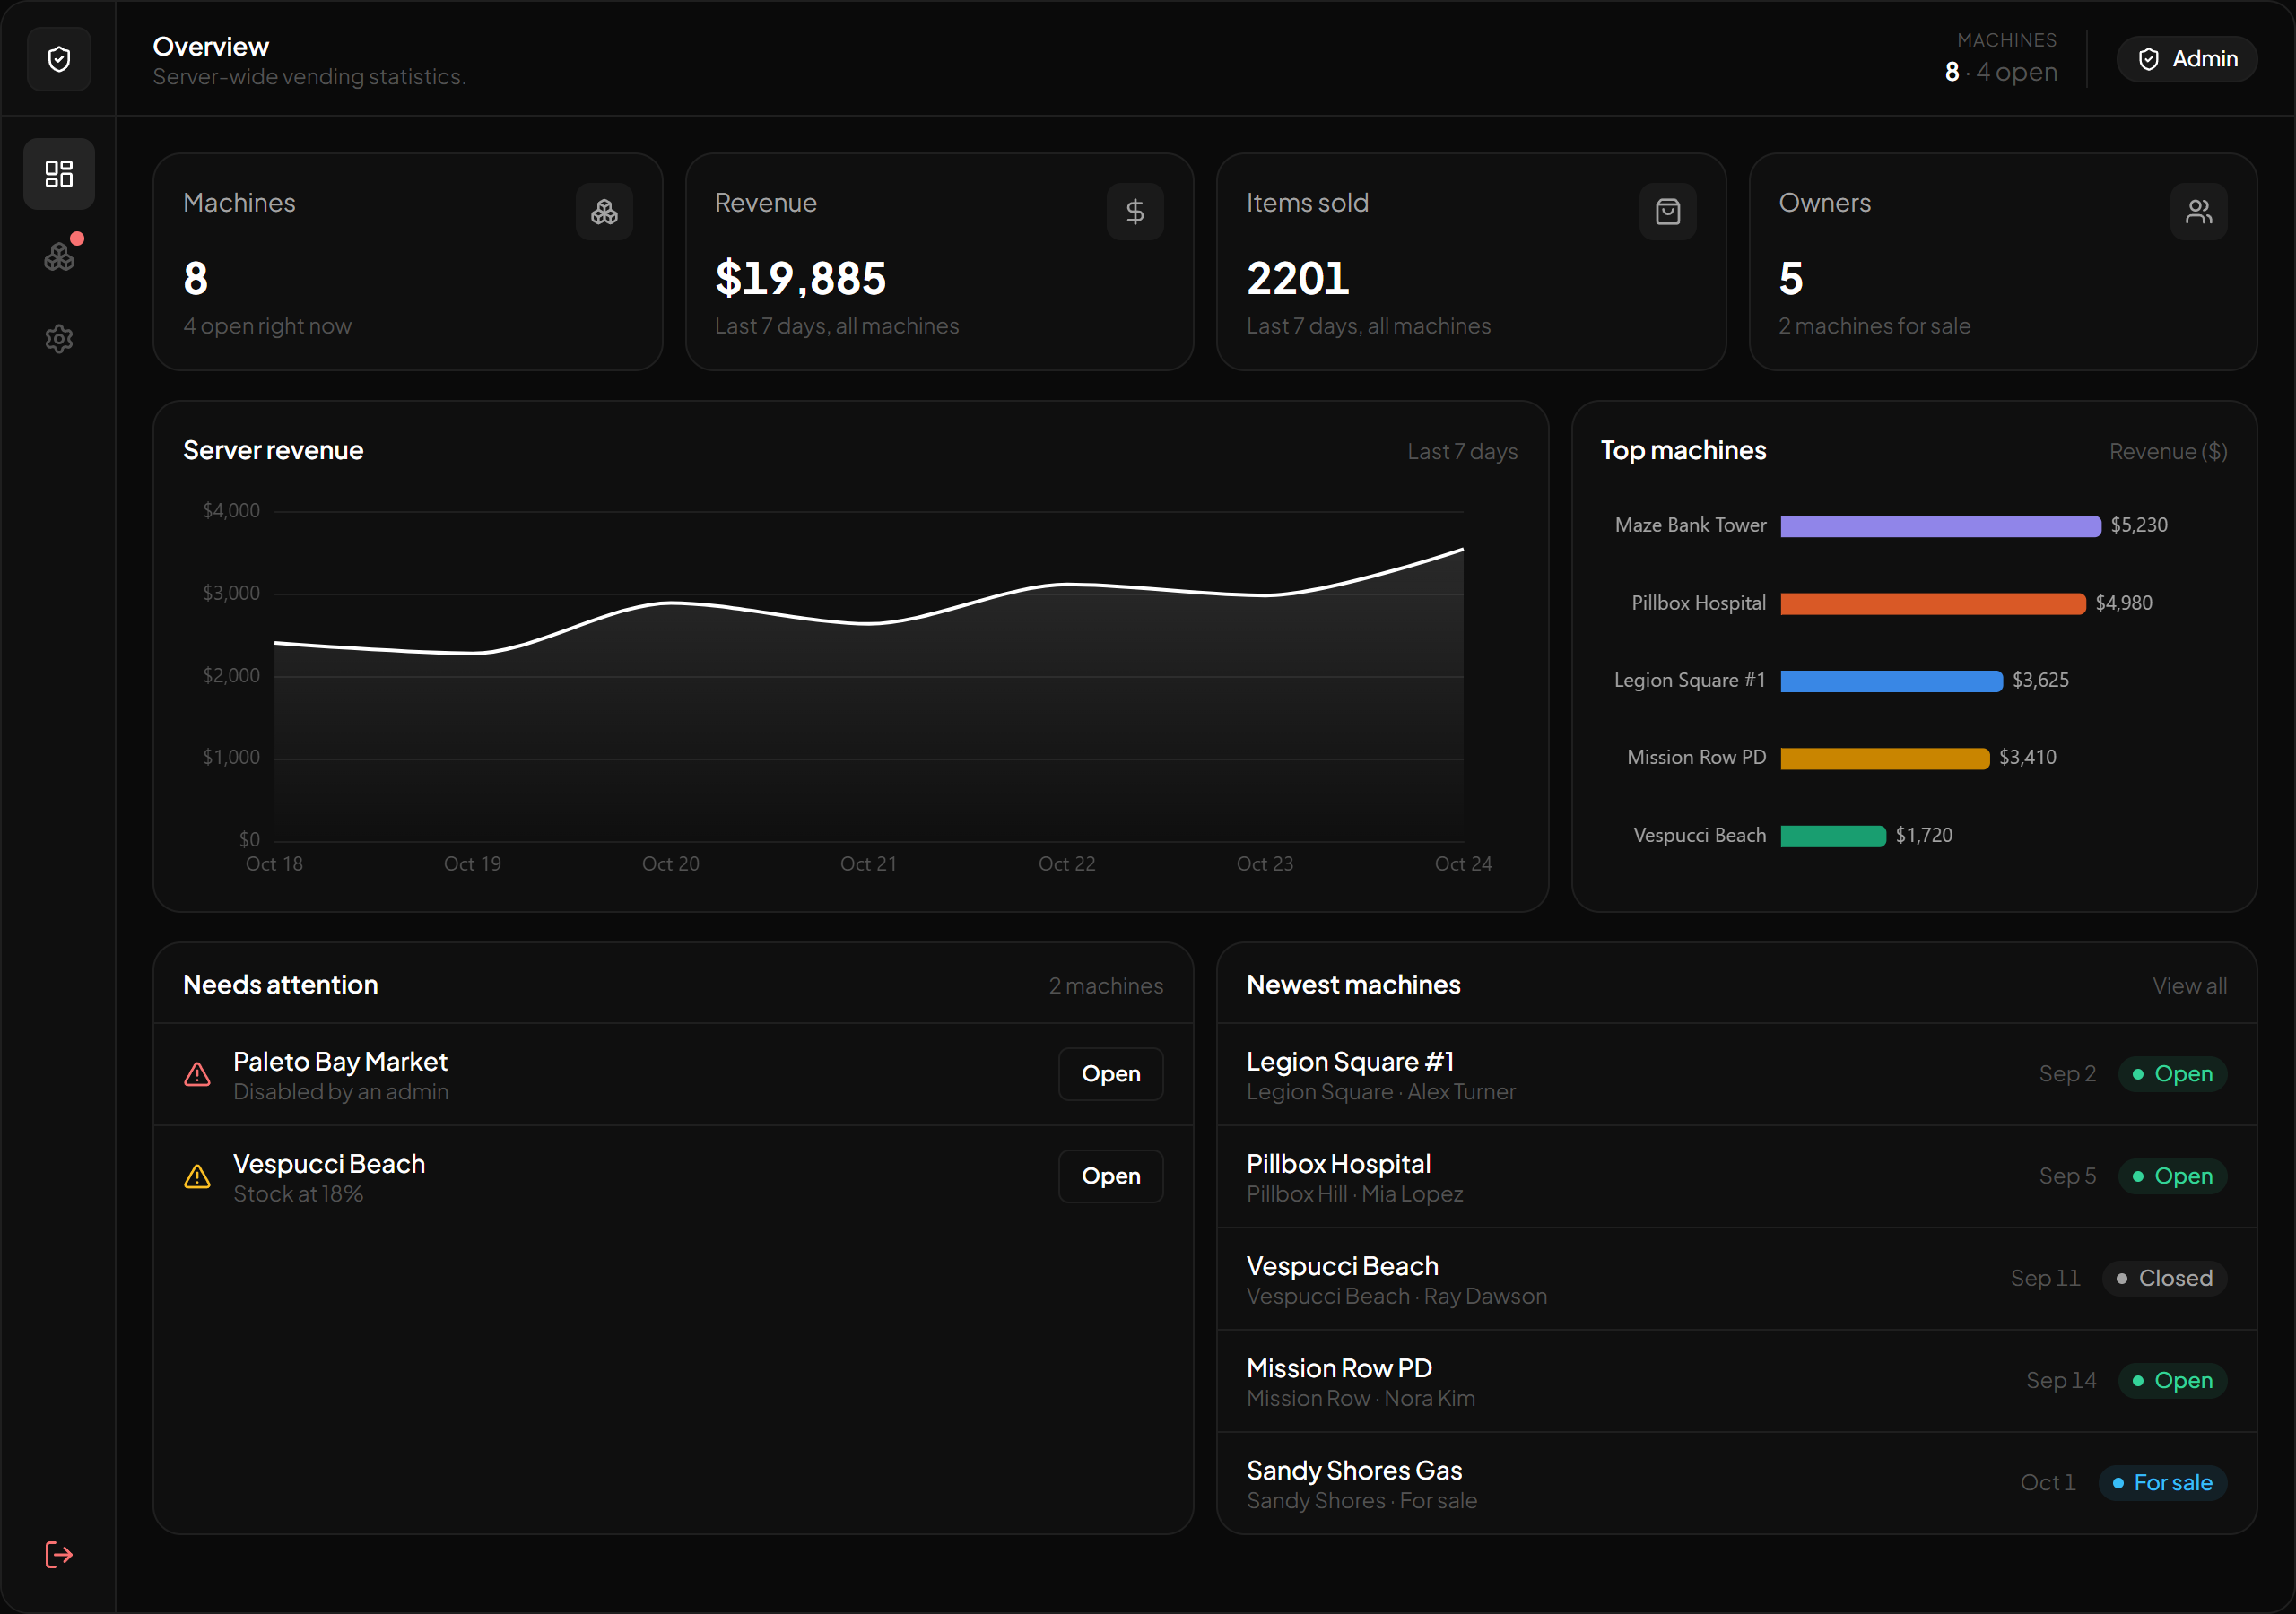 Overview
Server-wide vending statistics.
MACHINES
8 · 4 open
Admin
Machines
8
4 open right now
Revenue
$19,885
Last 7 days, all machines
Items sold
2201
Last 7 days, all machines
Owners
5
2 machines for sale
Server revenue
Last 7 days
$4,000
$3,000
$2,000
$1,000
$0
Oct 18
Oct 19
Oct 20
Oct 21
Oct 22
Oct 23
Oct 24
Top machines
Revenue ($)
Maze Bank Tower $5,230
Pillbox Hospital $4,980
Legion Square #1 $3,625
Mission Row PD $3,410
Vespucci Beach $1,720
Needs attention
2 machines
Paleto Bay Market
Disabled by an admin
Open
Vespucci Beach
Stock at 18%
Open
Newest machines
View all
Legion Square #1
Legion Square · Alex Turner
Sep 2
Open
Pillbox Hospital
Pillbox Hill · Mia Lopez
Sep 5
Open
Vespucci Beach
Vespucci Beach · Ray Dawson
Sep 11
Closed
Mission Row PD
Mission Row · Nora Kim
Sep 14
Open
Sandy Shores Gas
Sandy Shores · For sale
Oct 1
For sale